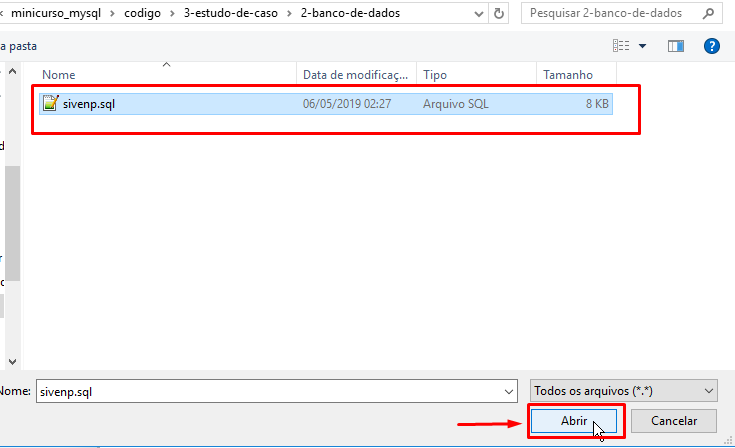 minicurso_mysql > codigo > 3-estudo-de-caso > 2-banco-de-dados
Pesquisar 2-banco-de-dados
a pasta
Nome Data de modificaç... Tipo Tamanho
sivenp.sql 06/05/2019 02:27 Arquivo SQL 8 KB
Nome: sivenp.sql Todos os arquivos (*.*)
Abrir Cancelar